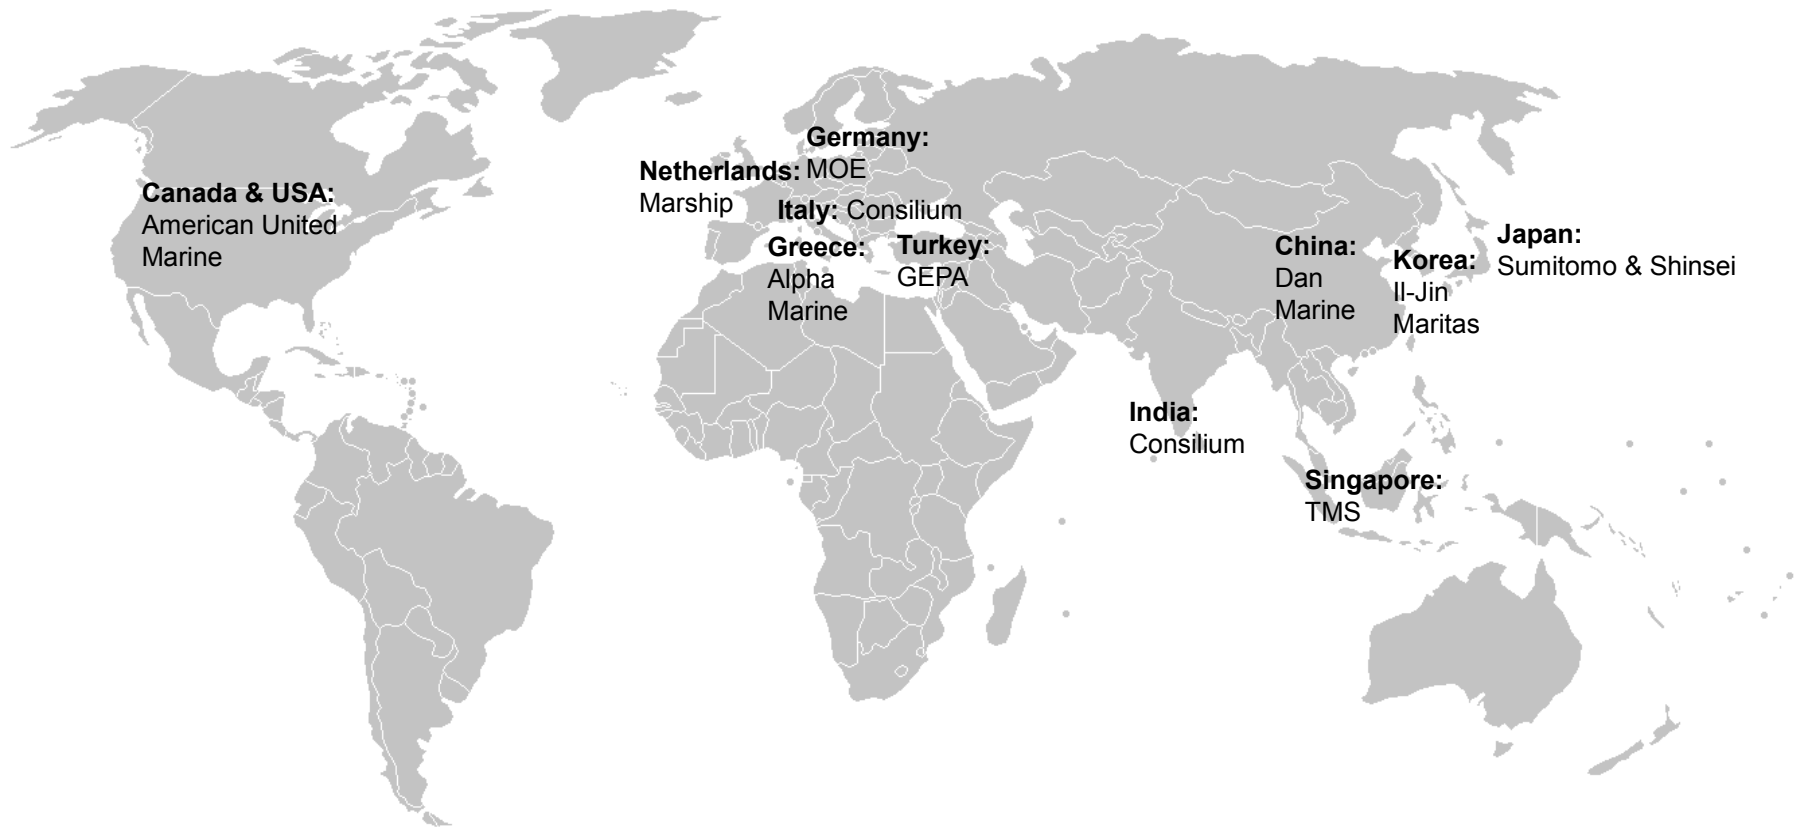 Canada & USA:
American United
Marine
Netherlands:
Marship
Germany:
MOE
Italy: Consilium
Greece:
Alpha
Marine
Turkey:
GEPA
India:
Consilium
China:
Dan
Marine
Korea:
Il-Jin
Maritas
Japan:
Sumitomo & Shinsei
Singapore:
TMS